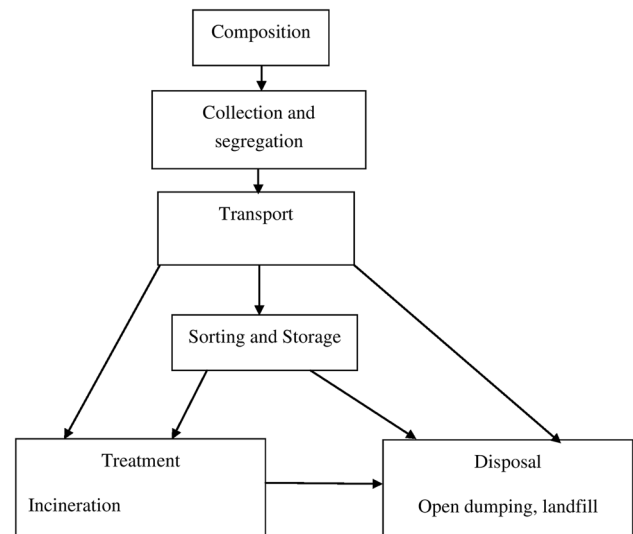 Composition
Collection and
segregation
Transport
Sorting and Storage
Treatment
Incineration
Disposal
Open dumping, landfill